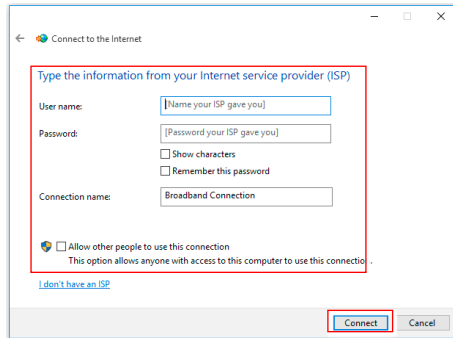 Connect to the Internet
Type the information from your Internet service provider (ISP)
User name:
[Name your ISP gave you]
Password:
[Password your ISP gave you]
Show characters
Remember this password
Connection name:
Broadband Connection
Allow other people to use this connection
This option allows anyone with access to this computer to use this connection.
I don't have an ISP
Connect
Cancel